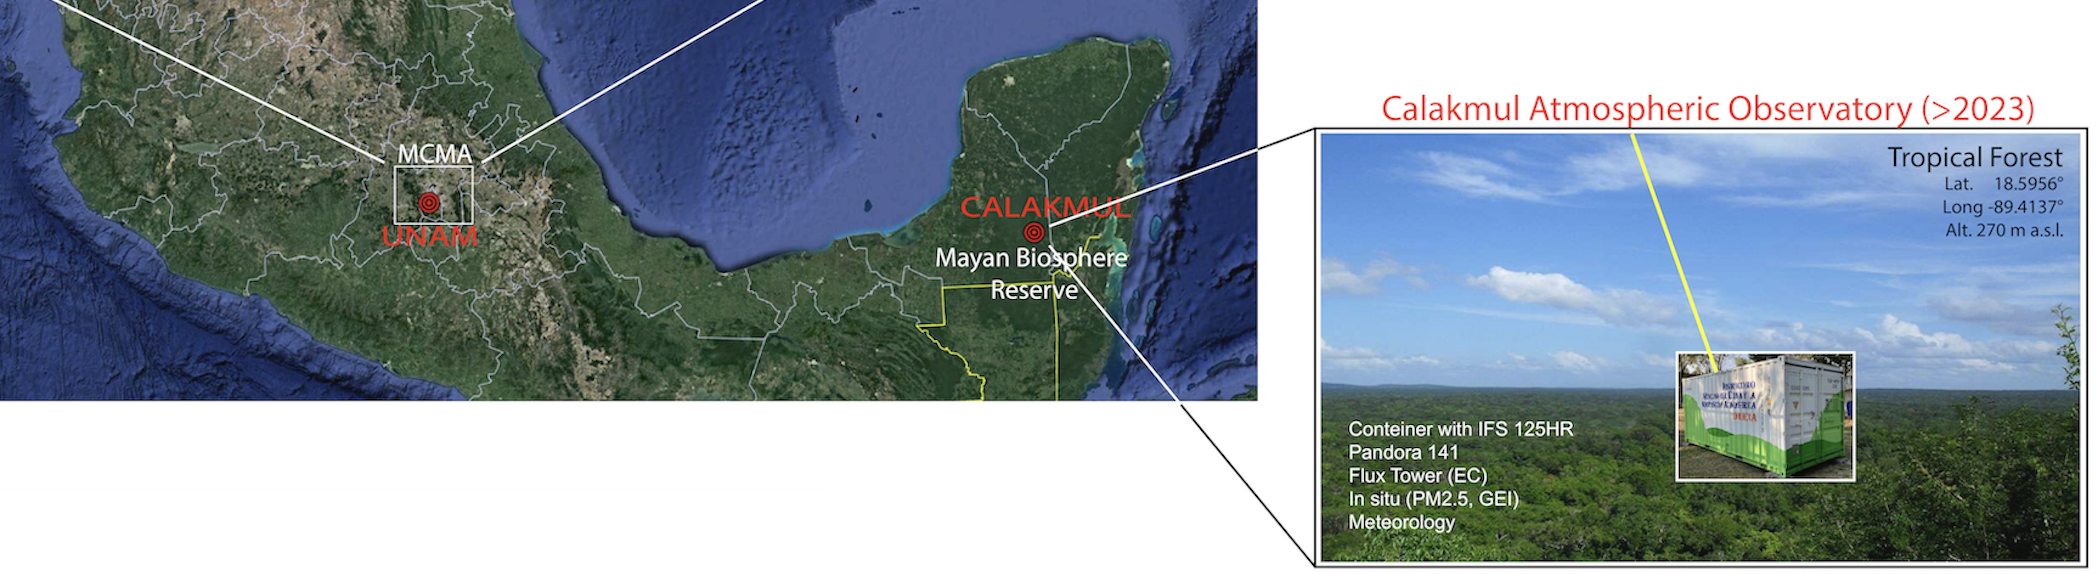 MCMA
UNAM
CALAKMUL
Mayan Biosphere
Reserve
Calakmul Atmospheric Observatory (>2023)
Tropical Forest
Lat. 18.5956°
Long -89.4137°
Alt. 270 m a.s.l.
Conteiner with IFS 125HR
Pandora 141
Flux Tower (EC)
In situ (PM2.5, GEI)
Meteorology